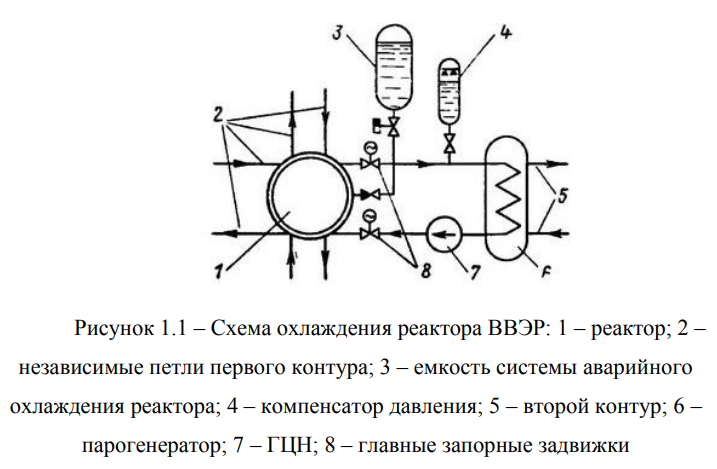 3
4
2
5
1
8
7
6
Рисунок 1.1 – Схема охлаждения реактора ВВЭР: 1 – реактор; 2 –
независимые петли первого контура; 3 – емкость системы аварийного
охлаждения реактора; 4 – компенсатор давления; 5 – второй контур; 6 –
парогенератор; 7 – ГЦН; 8 – главные запорные задвижки